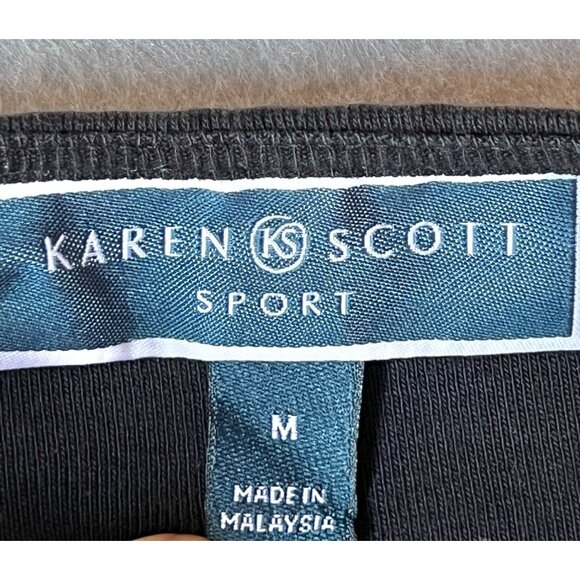 KAREN KS SCOTT
SPORT
M
MADE IN
MALAYSIA